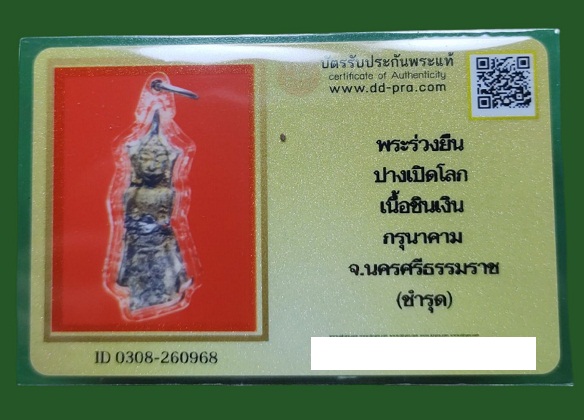 บัตรรับประกันพระแท้
certificate of Authenticity
www.dd-pra.com
พระร่วงยืน
ปางเปิดโลก
เนื้อชินเงิน
กรุนาคาม
จ.นครศรีธรรมราช
(ชำรุด)
ID 0308-260968